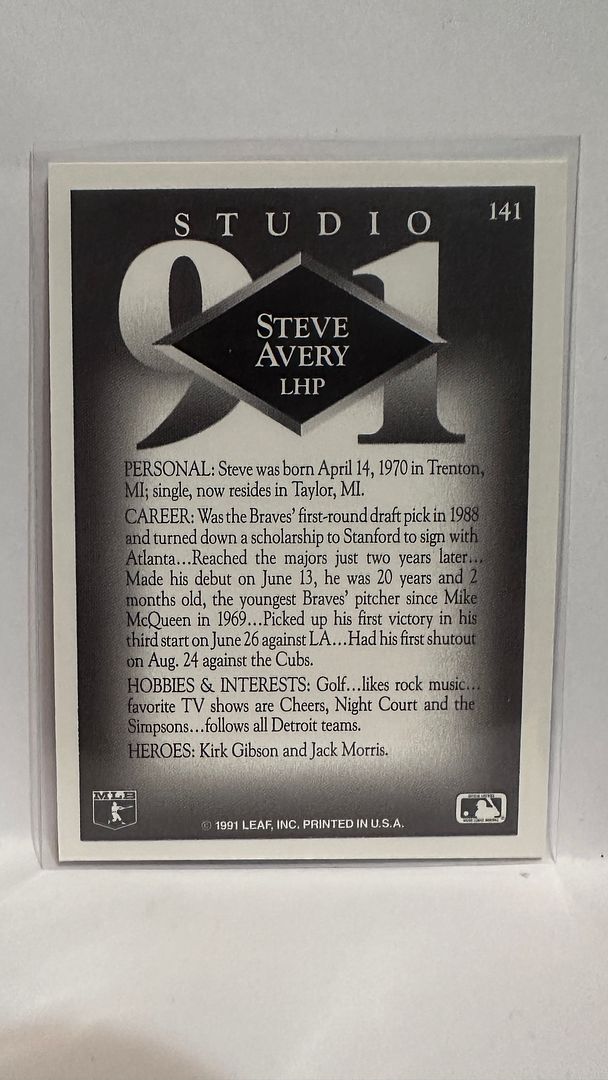 STUDIO
141
91
STEVE
AVERY
LHP
PERSONAL: Steve was born April 14, 1970 in Trenton,
MI; single, now resides in Taylor, MI.
CAREER: Was the Braves' first-round draft pick in 1988
and turned down a scholarship to Stanford to sign with
Atlanta...Reached the majors just two years later...
Made his debut on June 13, he was 20 years and 2
months old, the youngest Braves' pitcher since Mike
McQueen in 1969...Picked up his first victory in his
third start on June 26 against LA...Had his first shutout
on Aug. 24 against the Cubs.
HOBBIES & INTERESTS: Golf...likes rock music...
favorite TV shows are Cheers, Night Court and the
Simpsons...follows all Detroit teams.
HEROES: Kirk Gibson and Jack Morris.
MLB
© 1991 LEAF, INC. PRINTED IN U.S.A.